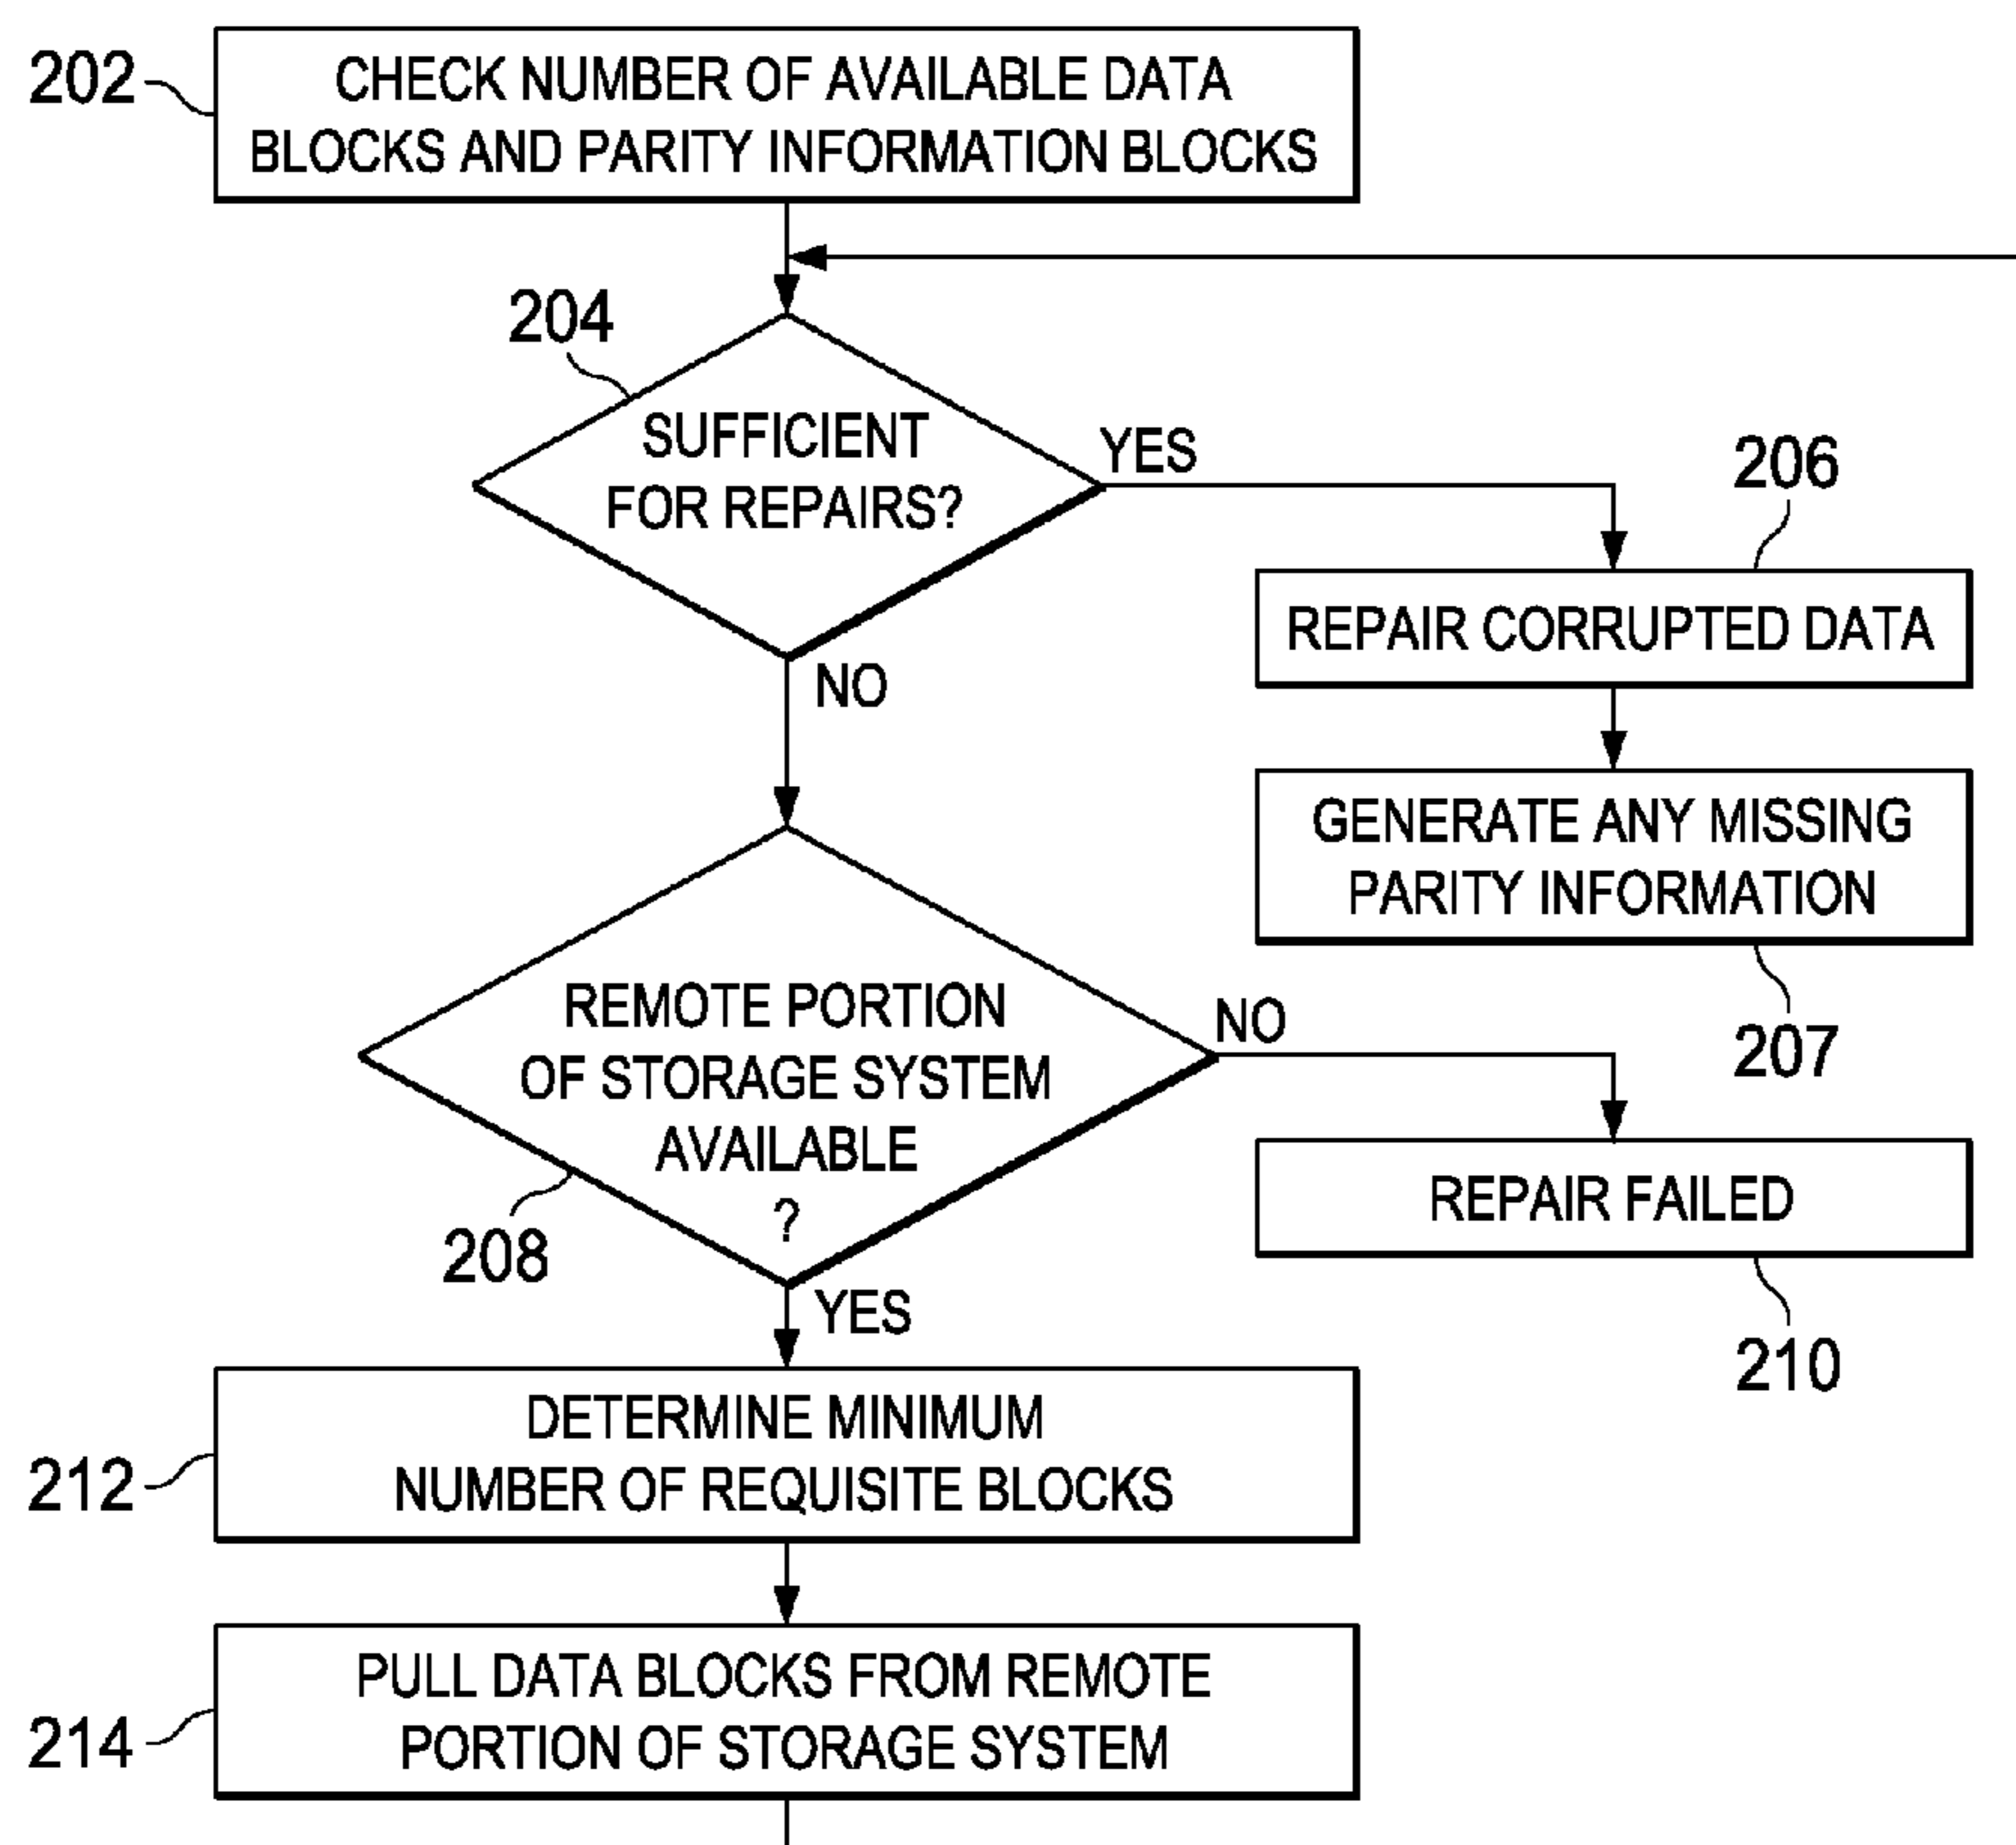 202
CHECK NUMBER OF AVAILABLE DATA
BLOCKS AND PARITY INFORMATION BLOCKS
204
SUFFICIENT
FOR REPAIRS?
YES
NO
206
REPAIR CORRUPTED DATA
GENERATE ANY MISSING
PARITY INFORMATION
207
REMOTE PORTION
OF STORAGE SYSTEM
AVAILABLE
?
208
NO
REPAIR FAILED
210
YES
212
DETERMINE MINIMUM
NUMBER OF REQUISITE BLOCKS
214
PULL DATA BLOCKS FROM REMOTE
PORTION OF STORAGE SYSTEM